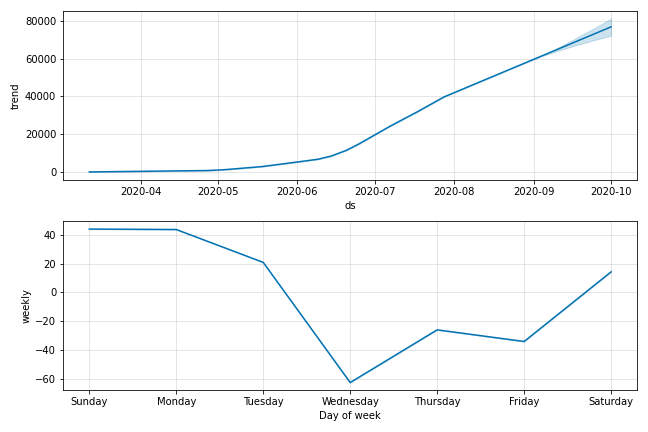 80000
60000
40000
20000
0
trend
2020-04 2020-05 2020-06 2020-07 2020-08 2020-09 2020-10
ds
40
20
0
−20
−40
−60
weekly
Sunday Monday Tuesday Wednesday Thursday Friday Saturday
Day of week